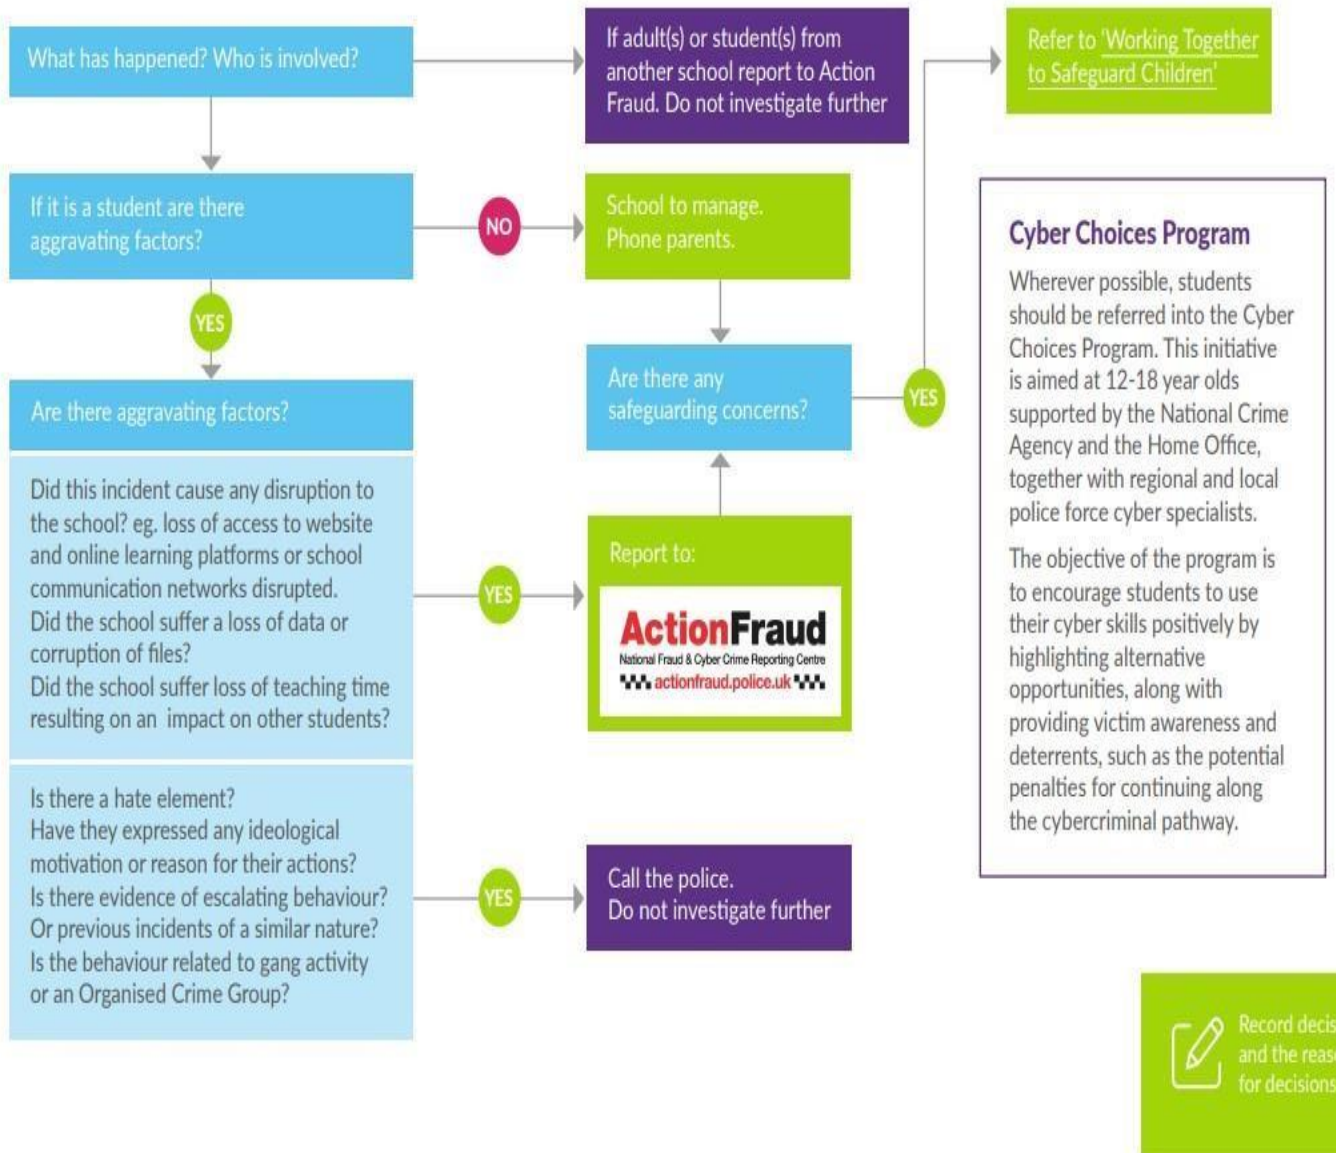 What has happened? Who is involved?
If adult(s) or student(s) from
another school report to Action
Fraud. Do not investigate further
Refer to 'Working Together
to Safeguard Children'
If it is a student are there
aggravating factors?
NO
School to manage.
Phone parents.
YES
Are there any
safeguarding concerns?
YES
Are there aggravating factors?
Did this incident cause any disruption to
the school? eg. loss of access to website
and online learning platforms or school
communication networks disrupted.
Did the school suffer a loss of data or
corruption of files?
Did the school suffer loss of teaching time
resulting on an impact on other students?
YES
Report to:
ActionFraud
National Fraud & Cyber Crime Reporting Centre
actionfraud.police.uk
Is there a hate element?
Have they expressed any ideological
motivation or reason for their actions?
Is there evidence of escalating behaviour?
Or previous incidents of a similar nature?
Is the behaviour related to gang activity
or an Organised Crime Group?
YES
Call the police.
Do not investigate further
Cyber Choices Program
Wherever possible, students
should be referred into the Cyber
Choices Program. This initiative
is aimed at 12-18 year olds
supported by the National Crime
Agency and the Home Office,
together with regional and local
police force cyber specialists.
The objective of the program is
to encourage students to use
their cyber skills positively by
highlighting alternative
opportunities, along with
providing victim awareness and
deterrents, such as the potential
penalties for continuing along
the cybercriminal pathway.
Record
and the
for decisions